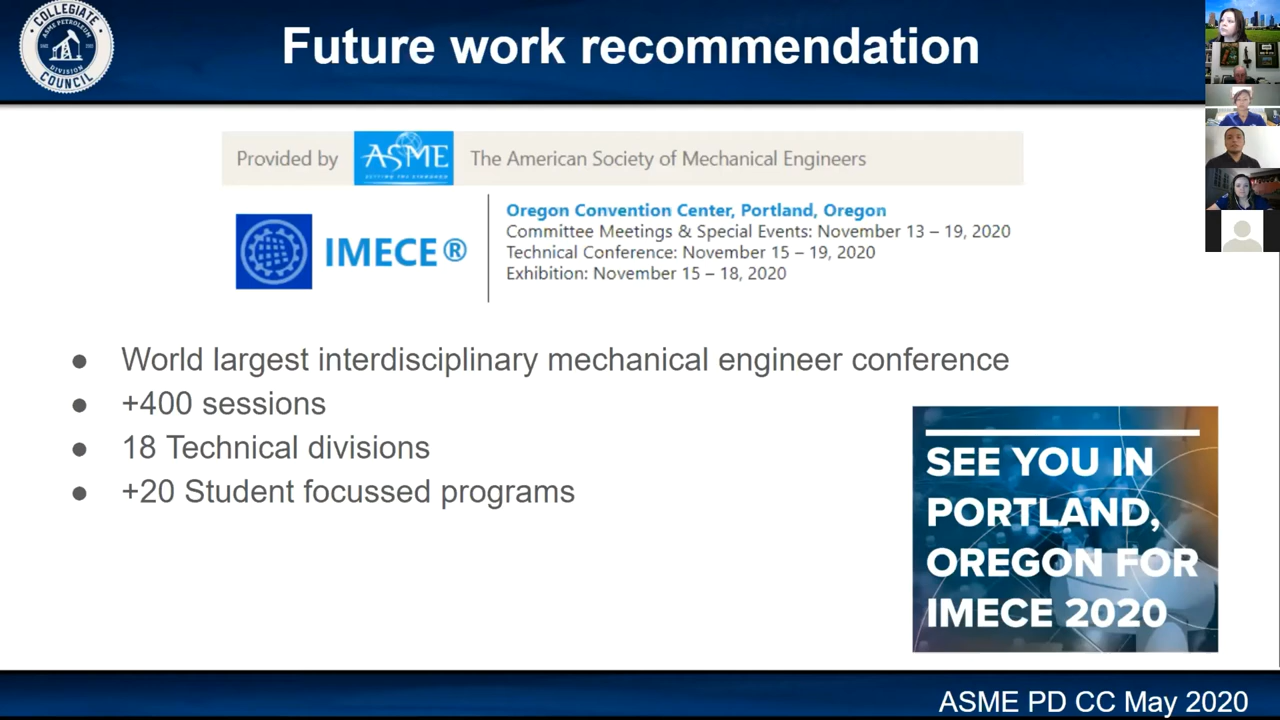 COLLEGIATE
ASME PETROLEUM
DIVISION
COUNCIL
Future work recommendation
Provided by ASME The American Society of Mechanical Engineers
SETTING THE STANDARD
IMECE®
Oregon Convention Center, Portland, Oregon
Committee Meetings & Special Events: November 13 – 19, 2020
Technical Conference: November 15 – 19, 2020
Exhibition: November 15 – 18, 2020
● World largest interdisciplinary mechanical engineer conference
● +400 sessions
● 18 Technical divisions
● +20 Student focussed programs
SEE YOU IN
PORTLAND,
OREGON FOR
IMECE 2020
ASME PD CC May 2020